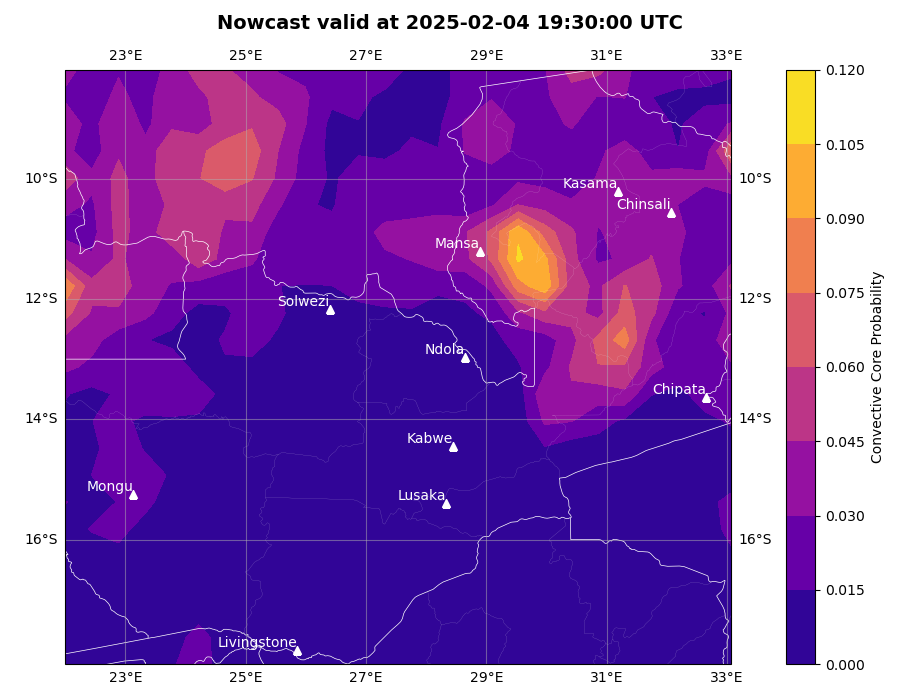 Nowcast valid at 2025-02-04 19:30:00 UTC
23°E 25°E 27°E 29°E 31°E 33°E
0.120
0.105
10°S Kasama 10°S
Chinsali
0.090
Mansa
0.075
12°S Solwezi 12°S
Ndola
0.060
Chipata
14°S 14°S
Kabwe
0.045
Mongu
Lusaka
0.030
16°S 16°S
0.015
Livingstone
0.000
23°E 25°E 27°E 29°E 31°E 33°E
Convective Core Probability